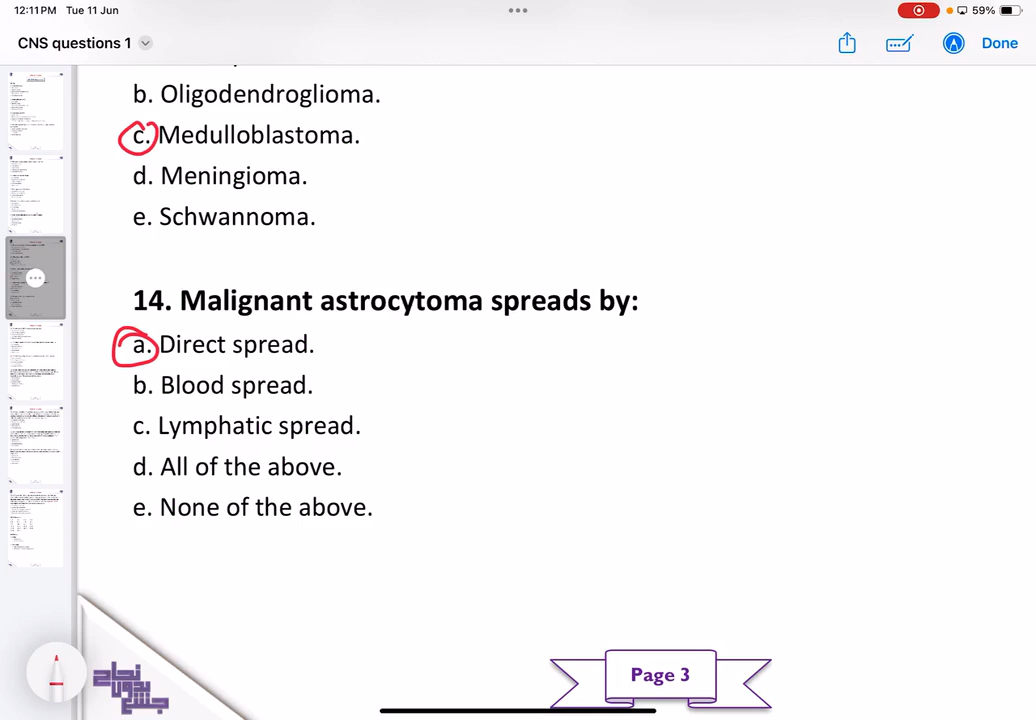 12:11 PM Tue 11 Jun
59%
CNS questions 1
Done
b. Oligodendroglioma.
c. Medulloblastoma.
d. Meningioma.
e. Schwannoma.
14. Malignant astrocytoma spreads by:
a. Direct spread.
b. Blood spread.
c. Lymphatic spread.
d. All of the above.
e. None of the above.
Page 3